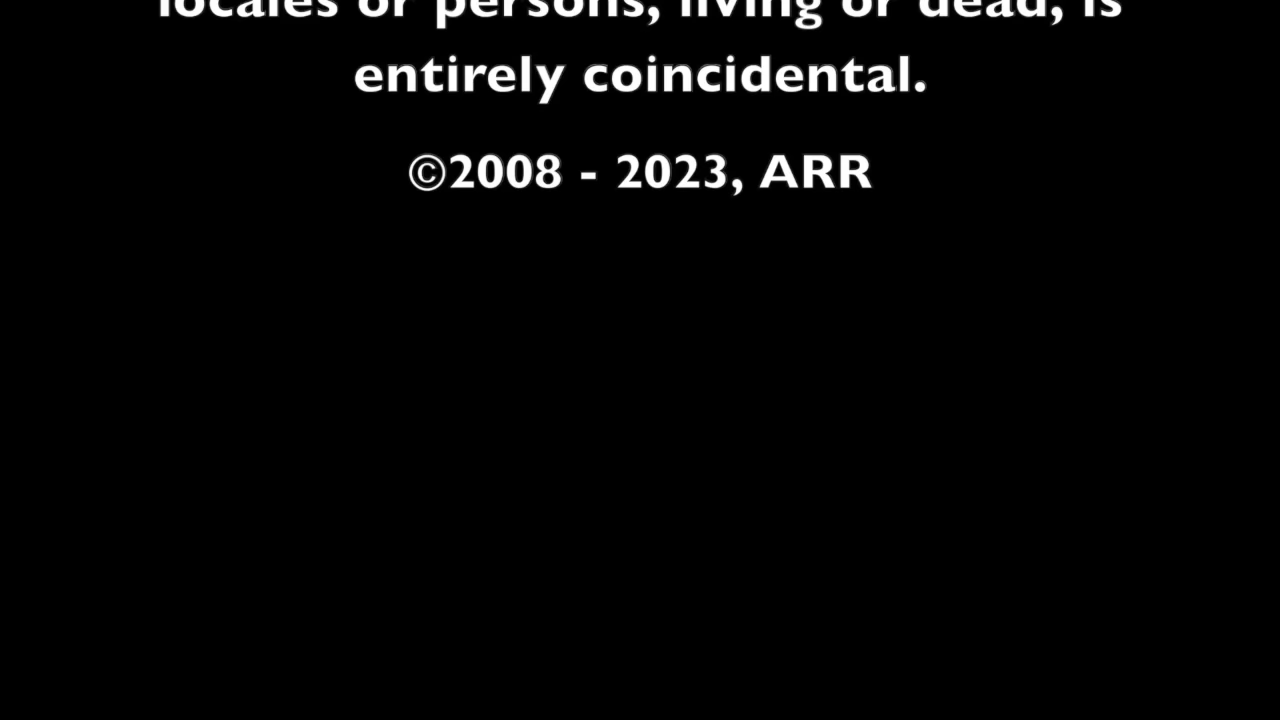 locales or persons, living or dead, is
entirely coincidental.
©2008 - 2023, ARR